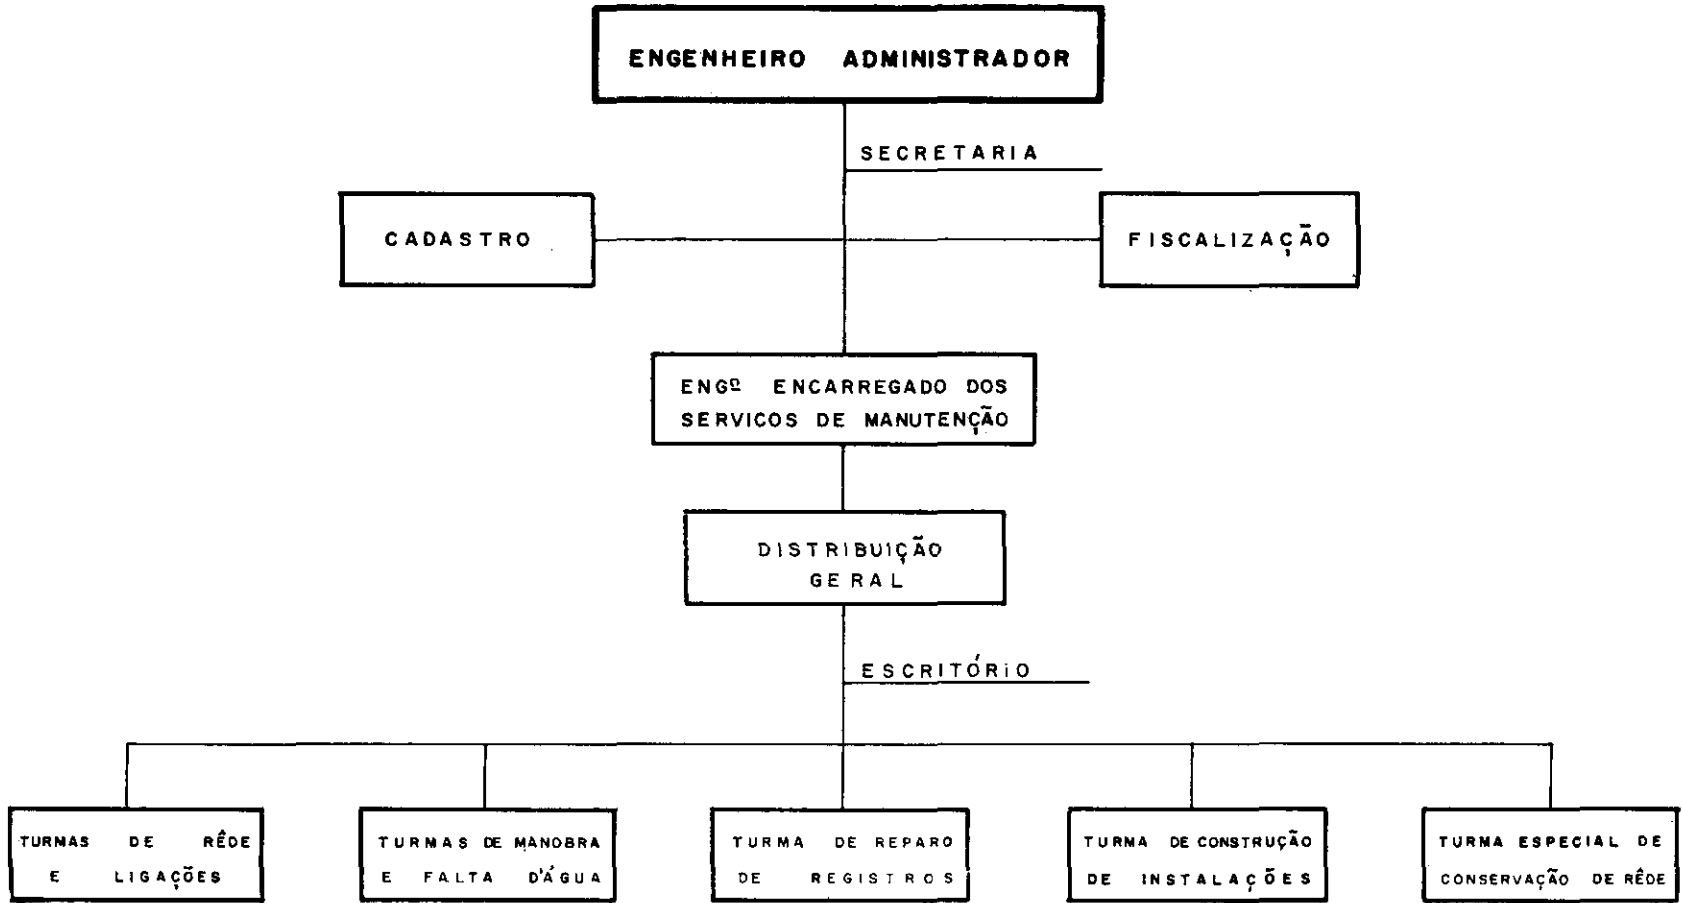 ENGENHEIRO ADMINISTRADOR
SECRETARIA
CADASTRO
FISCALIZAÇÃO
ENGº ENCARREGADO DOS
SERVICOS DE MANUTENÇÃO
DISTRIBUIÇÃO
GERAL
ESCRITÓRIO
TURMAS DE RÊDE
E LIGAÇÕES
TURMAS DE MANOBRA
E FALTA D'ÁGUA
TURMA DE REPARO
DE REGISTROS
TURMA DE CONSTRUÇÃO
DE INSTALAÇÕES
TURMA ESPECIAL DE
CONSERVAÇÃO DE RÊDE